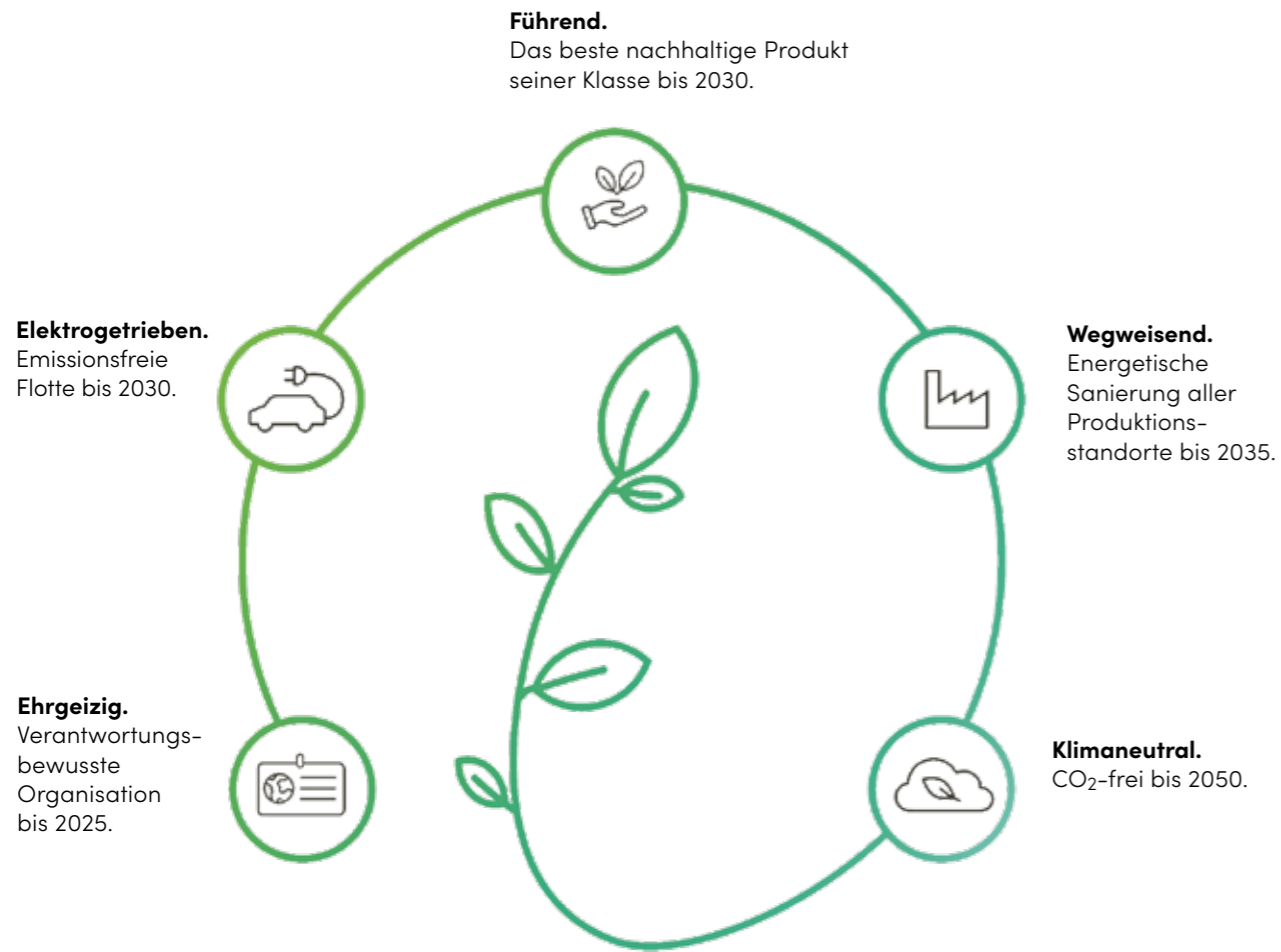 Führend.
Das beste nachhaltige Produkt
seiner Klasse bis 2030.
Elektrogetrieben.
Emissionsfreie
Flotte bis 2030.
Wegweisend.
Energetische
Sanierung aller
Produktions-
standorte bis 2035.
Ehrgeizig.
Verantwortungs-
bewusste
Organisation
bis 2025.
Klimaneutral.
CO₂-frei bis 2050.